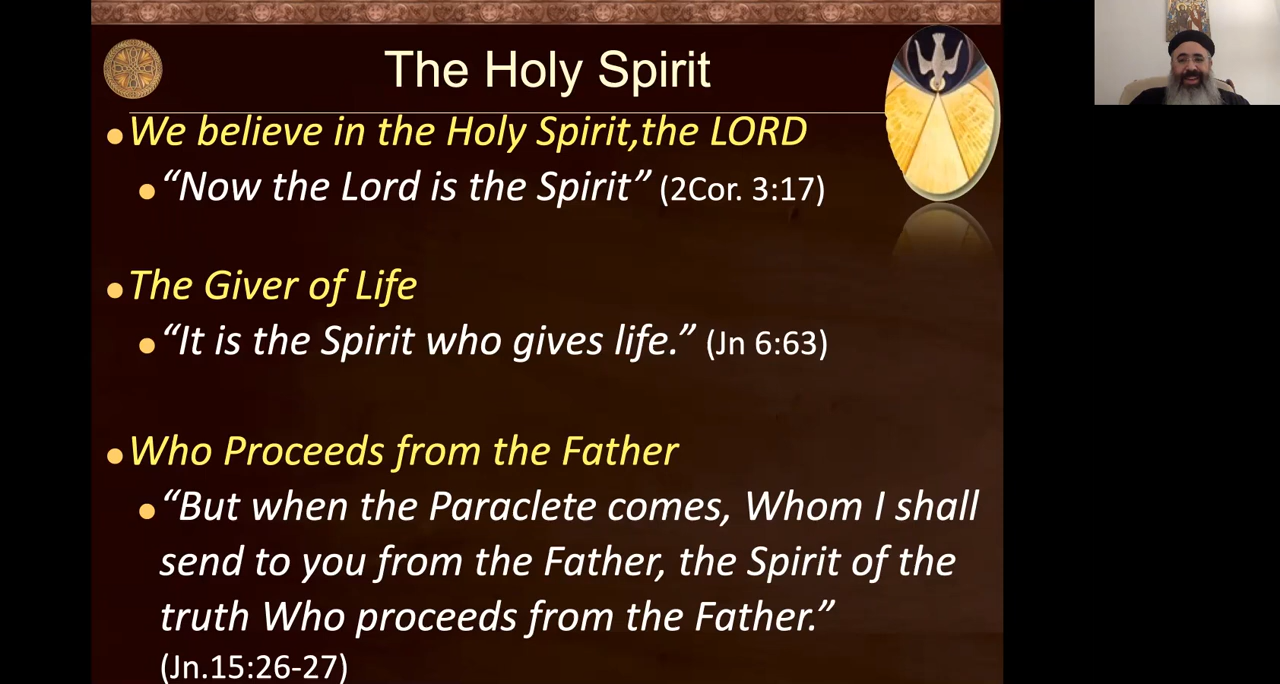 The Holy Spirit
We believe in the Holy Spirit,the LORD
“Now the Lord is the Spirit” (2Cor. 3:17)
The Giver of Life
“It is the Spirit who gives life.” (Jn 6:63)
Who Proceeds from the Father
“But when the Paraclete comes, Whom I shall
send to you from the Father, the Spirit of the
truth Who proceeds from the Father.”
(Jn.15:26-27)